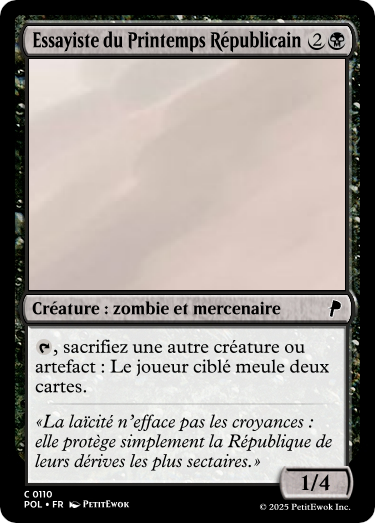 Essayiste du Printemps Républicain 2
Créature : zombie et mercenaire
, sacrifiez une autre créature ou
artefact : Le joueur ciblé meule deux
cartes.
«La laïcité n'efface pas les croyances :
elle protège simplement la République de
leurs dérives les plus sectaires.»
1/4
C 0110
POL • FR PetitEwok
© 2025 PetitEwok Inc.